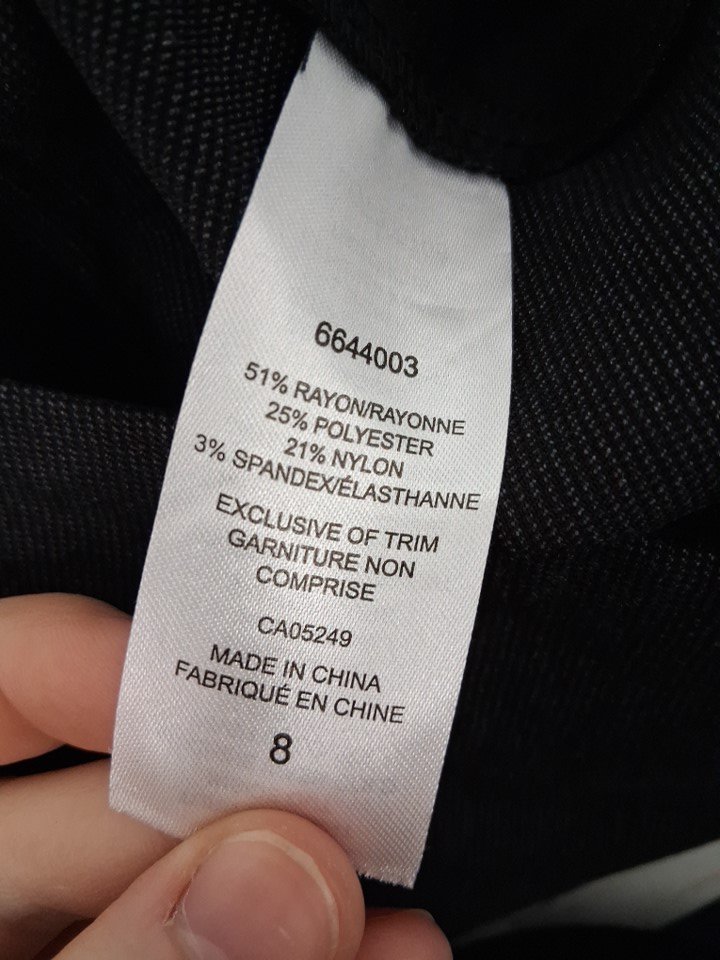 6644003
51% RAYON/RAYONNE
25% POLYESTER
21% NYLON
3% SPANDEX/ÉLASTHANNE
EXCLUSIVE OF TRIM
GARNITURE NON
COMPRISE
CA05249
MADE IN CHINA
FABRIQUÉ EN CHINE
8